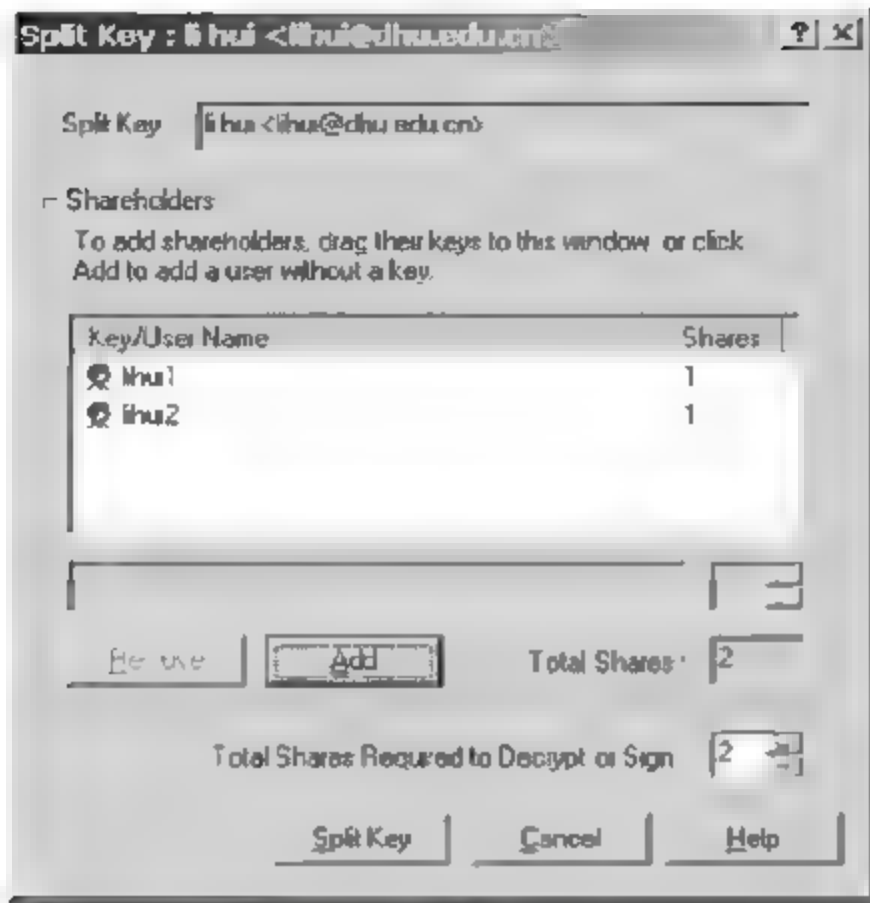 Split Key : li hui <lihui@dhu.edu.cn>
Split Key li hui <lihui@dhu.edu.cn>
Shareholders
To add shareholders, drag their keys to this window, or click
Add to add a user without a key.
Key/User Name Shares
lihui1 1
lihui2 1
Remove Add Total Shares : 2
Total Shares Required to Decrypt or Sign 2
Split Key Cancel Help